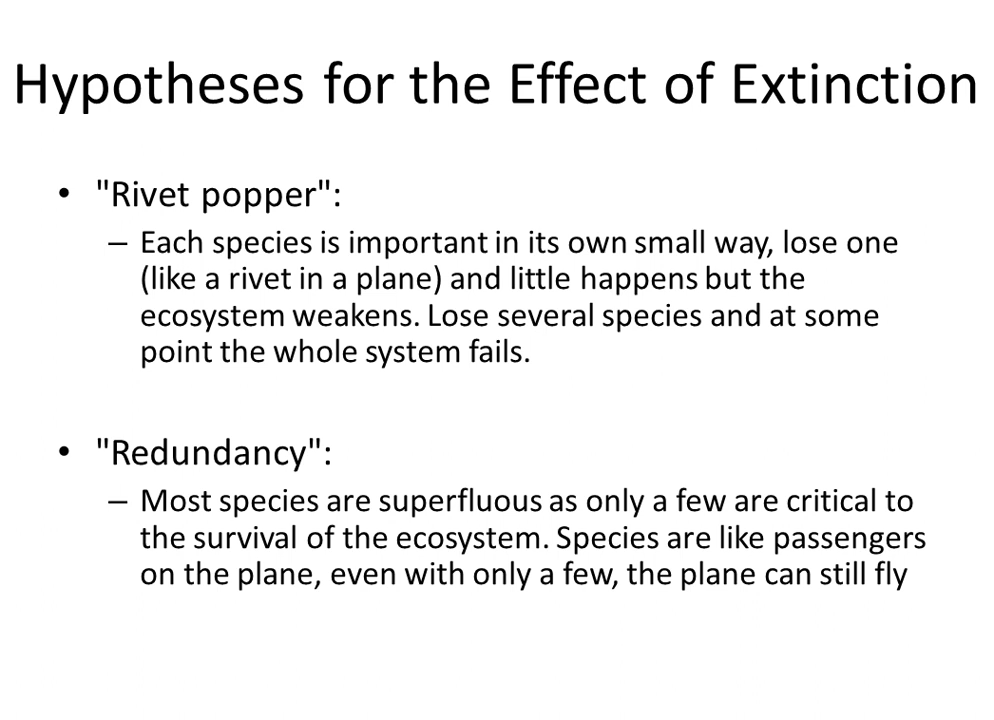 Hypotheses for the Effect of Extinction
• "Rivet popper":
– Each species is important in its own small way, lose one
(like a rivet in a plane) and little happens but the
ecosystem weakens. Lose several species and at some
point the whole system fails.
• "Redundancy":
– Most species are superfluous as only a few are critical to
the survival of the ecosystem. Species are like passengers
on the plane, even with only a few, the plane can still fly